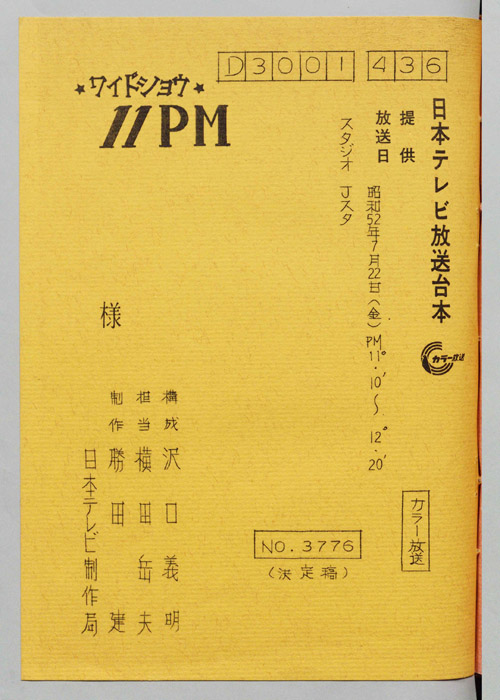 D3001 436
★ワイドショウ★
11PM
日本テレビ放送台本
カラー放送
提供
放送日 昭和52年7月22日(金) PM 11°・10′〜12°・20′
スタジオ Jスタ
カラー放送
様
構成 沢口義明
担当 横田岳夫
制作 勝田建
日本テレビ制作局
NO.3776
(決定稿)